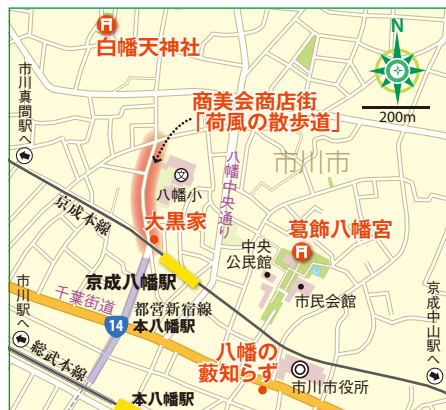 白幡天神社
N
200m
市川真間駅へ
商美会商店街
「荷風の散歩道」
八幡中央通り
市川市
文
八幡小
大黒家
京成本線
葛飾八幡宮
中央
公民館
市民会館
京成八幡駅
千葉街道
都営新宿線
本八幡駅
14
市川駅へ
京成中山駅へ
八幡の
藪知らず
市川市役所
総武本線
本八幡駅